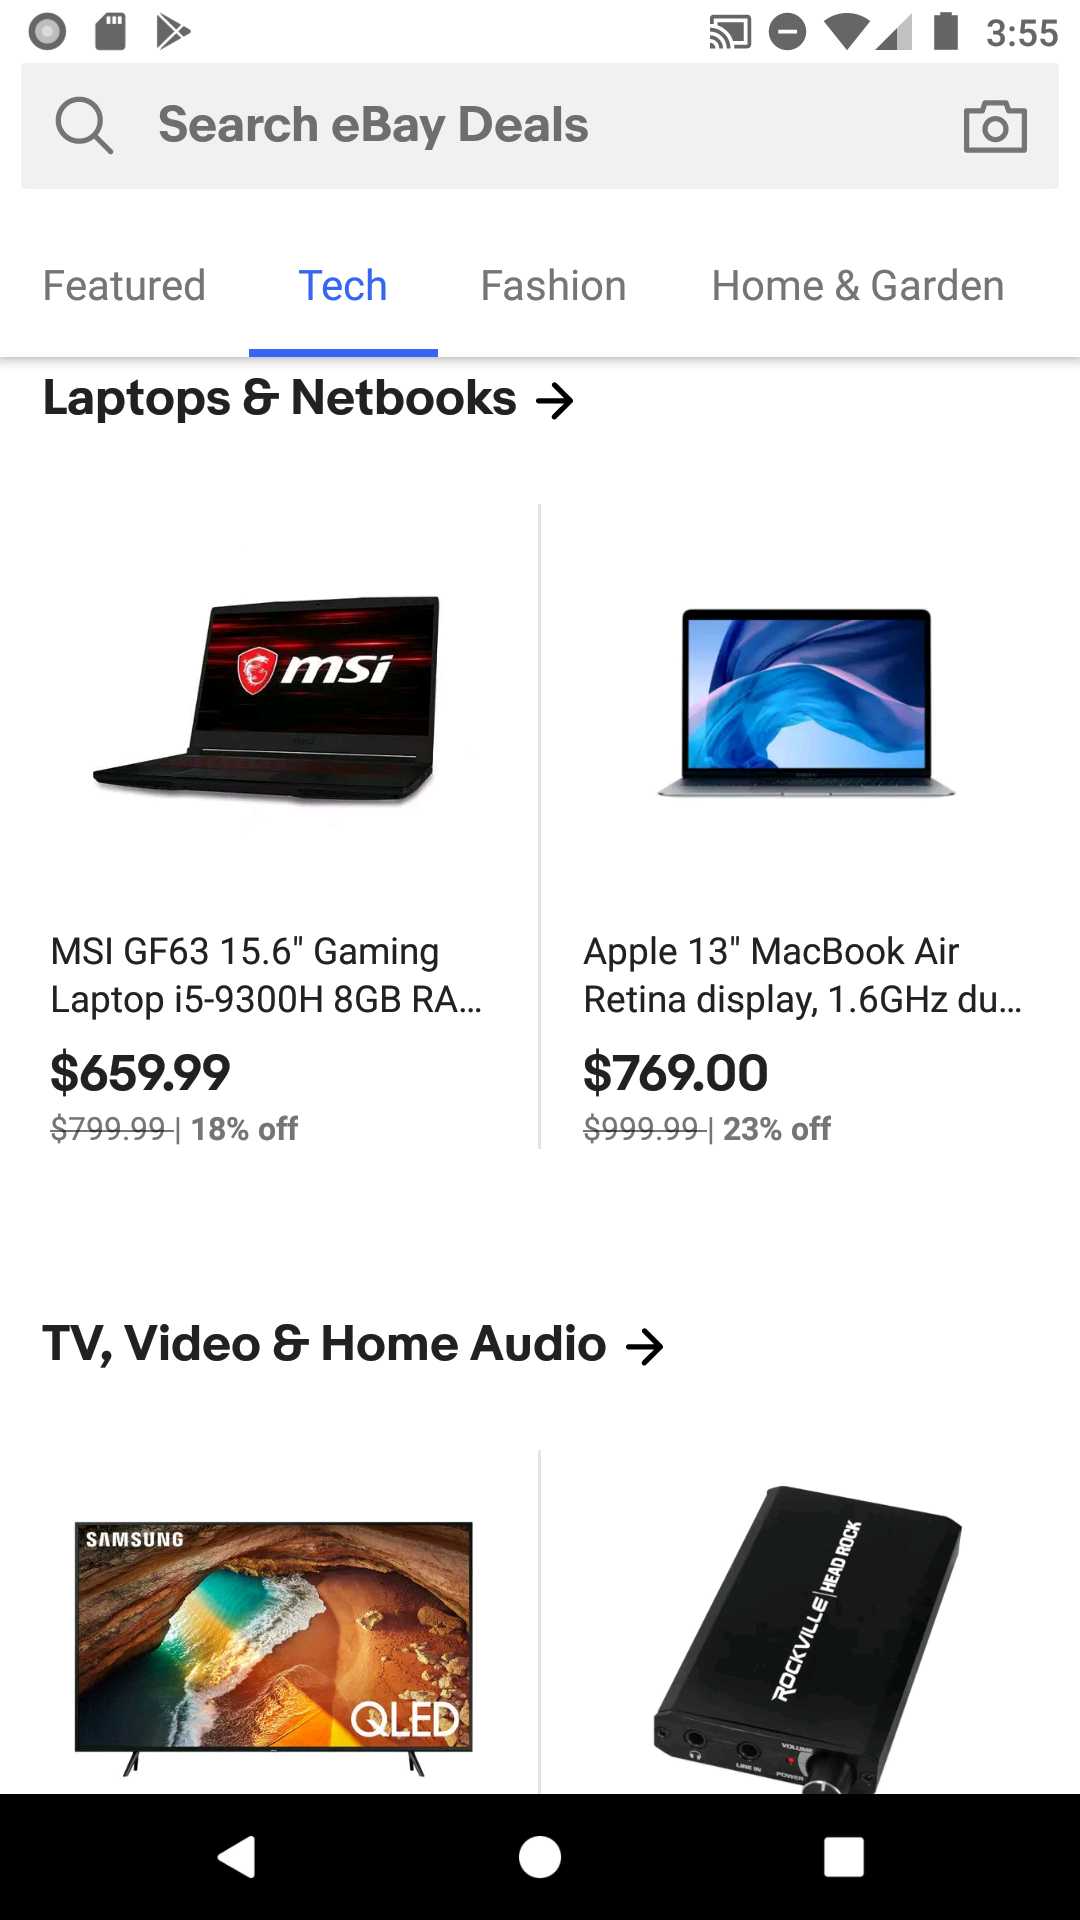 3:55
Search eBay Deals
Featured
Tech
Fashion
Home & Garden
Laptops & Netbooks
msi
MSI GF63 15.6" Gaming
Laptop i5-9300H 8GB RA...
$659.99
$799.99 | 18% off
Apple 13" MacBook Air
Retina display, 1.6GHz du...
$769.00
$999.99 | 23% off
TV, Video & Home Audio
SAMSUNG
QLED
ROCKVILLE | HEAD ROCK
VOLUME
LINE IN
POWER